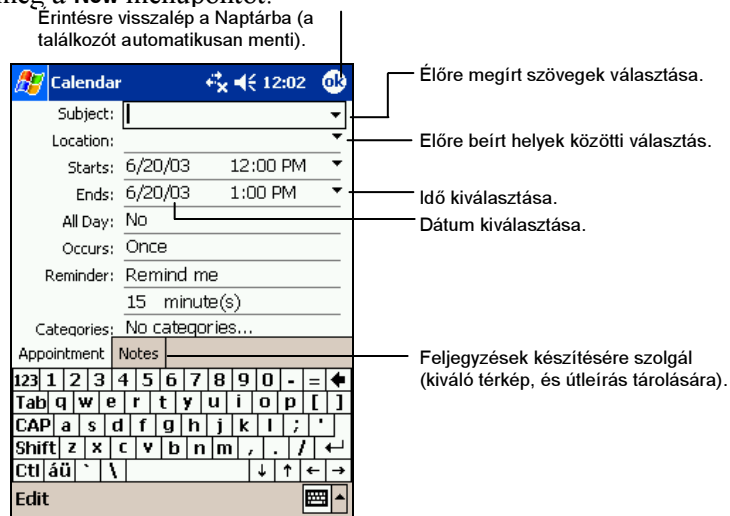 meg a New menüpontot.
Érintésre visszalép a Naptárba (a
találkozót automatikusan menti).
Calendar 12:02 ok
Subject:
Location:
Starts: 6/20/03 12:00 PM
Ends: 6/20/03 1:00 PM
All Day: No
Occurs: Once
Reminder: Remind me
15 minute(s)
Categories: No categories...
Appointment Notes
123 1 2 3 4 5 6 7 8 9 0 - =
Tab q w e r t y u i o p [ ]
CAP a s d f g h j k l ; '
Shift z x c v b n m , . /
Ctl áü ` \ ↓ ↑ ← →
Edit
Élőre megírt szövegek választása.
Előre beírt helyek közötti választás.
Idő kiválasztása.
Dátum kiválasztása.
Feljegyzések készítésére szolgál
(kiváló térkép, és útleírás tárolására).